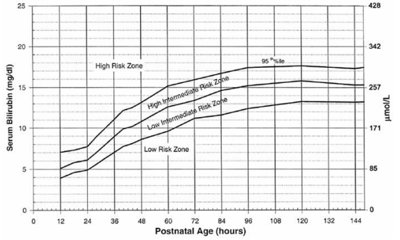 25
20
15
10
5
0
Serum Bilirubin (mg/dl)
High Risk Zone
95 th %ile
High Intermediate Risk Zone
Low Intermediate Risk Zone
Low Risk Zone
428
342
257
171
85
0
µmol/L
0 12 24 36 48 60 72 84 96 108 120 132 144
Postnatal Age (hours)